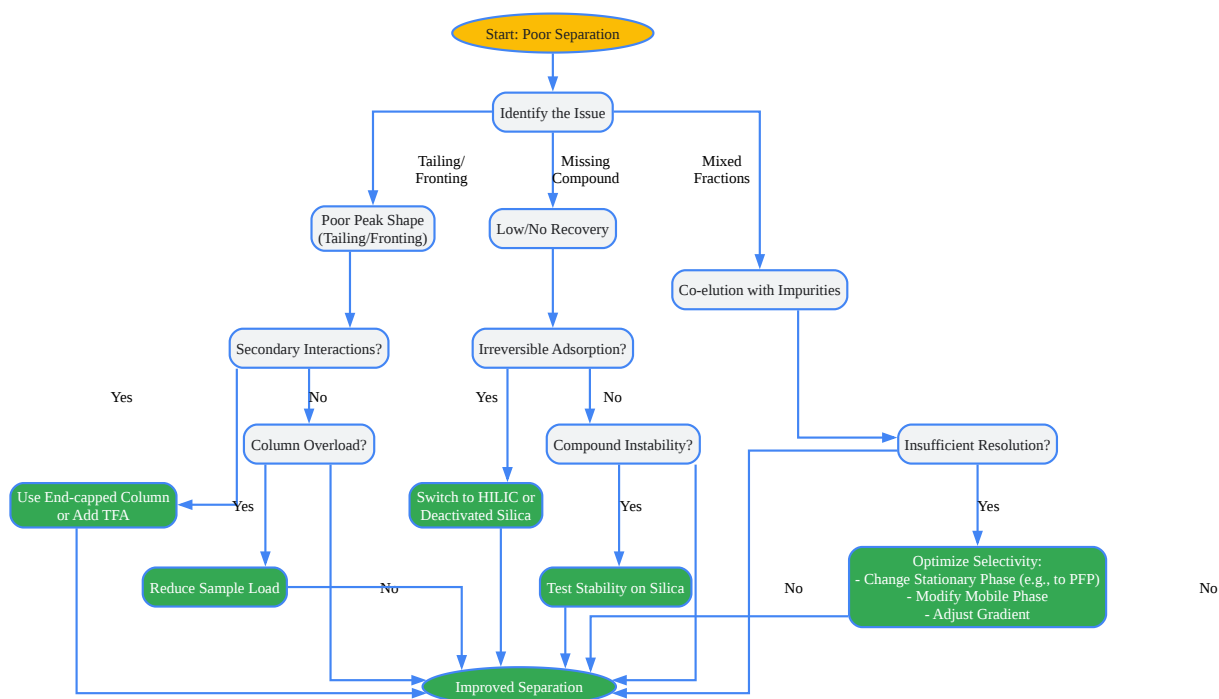 Start: Poor Separation
Identify the Issue
Tailing/
Fronting
Missing
Compound
Mixed
Fractions
Poor Peak Shape
(Tailing/Fronting)
Low/No Recovery
Co-elution with Impurities
Secondary Interactions?
Irreversible Adsorption?
Yes
No
Yes
No
Column Overload?
Compound Instability?
Insufficient Resolution?
Use End-capped Column
or Add TFA
Yes
Switch to HILIC or
Deactivated Silica
Yes
Yes
Reduce Sample Load
No
Test Stability on Silica
No
Optimize Selectivity:
- Change Stationary Phase (e.g., to PFP)
- Modify Mobile Phase
- Adjust Gradient
No
Improved Separation